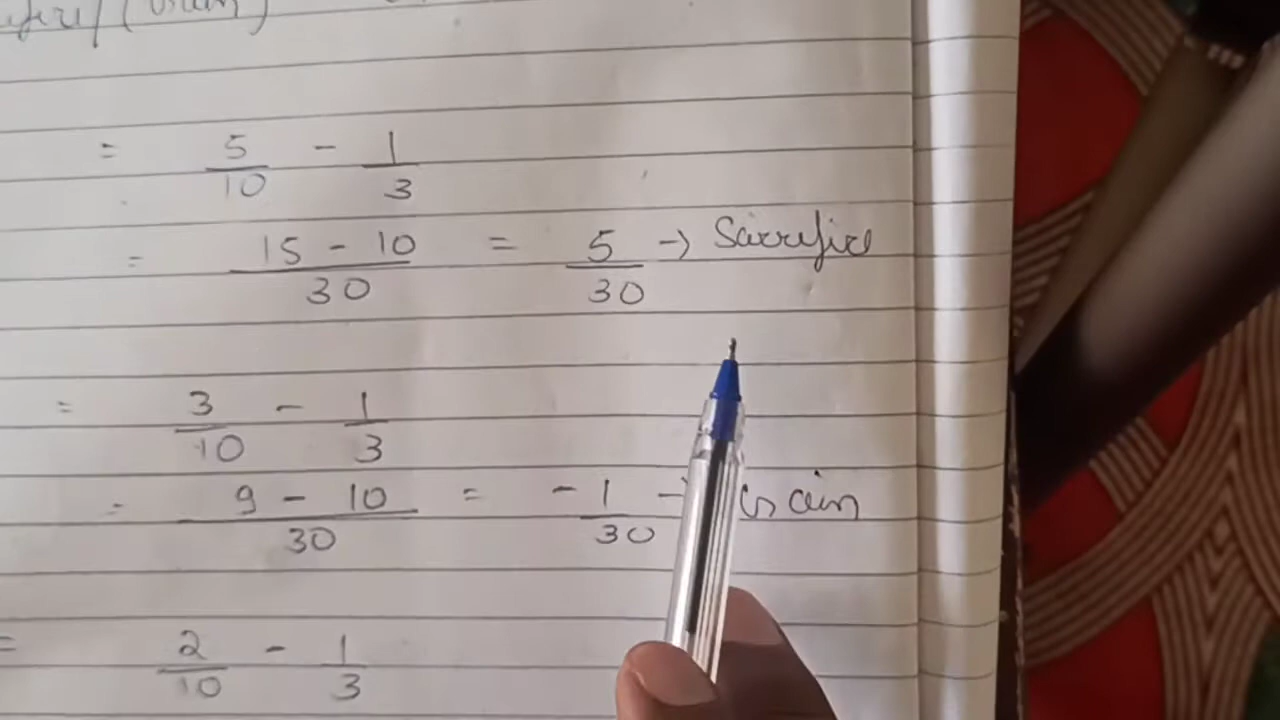 = 5/10 - 1/3
= 15 - 10/30 = 5/30 → Sacrifice
= 3/10 - 1/3
= 9 - 10/30 = -1/30 → Gain
= 2/10 - 1/3